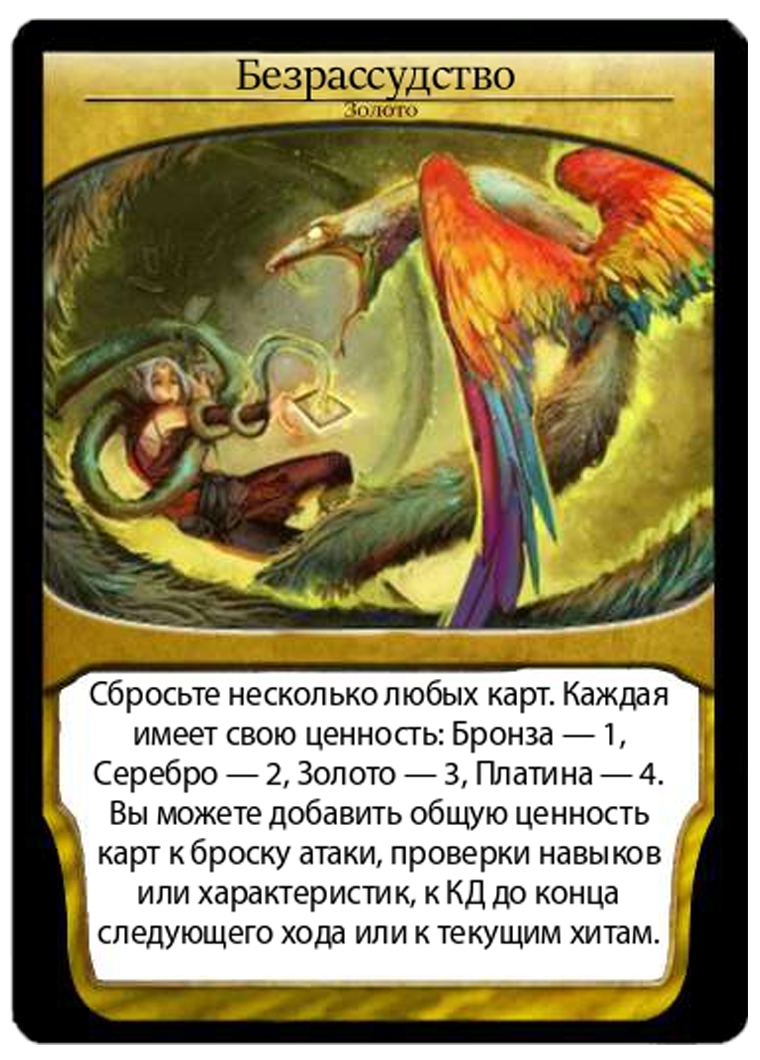 Безрассудство
Золото
Сбросьте несколько любых карт. Каждая
имеет свою ценность: Бронза — 1,
Серебро — 2, Золото — 3, Платина — 4.
Вы можете добавить общую ценность
карт к броску атаки, проверки навыков
или характеристик, к КД до конца
следующего хода или к текущим хитам.